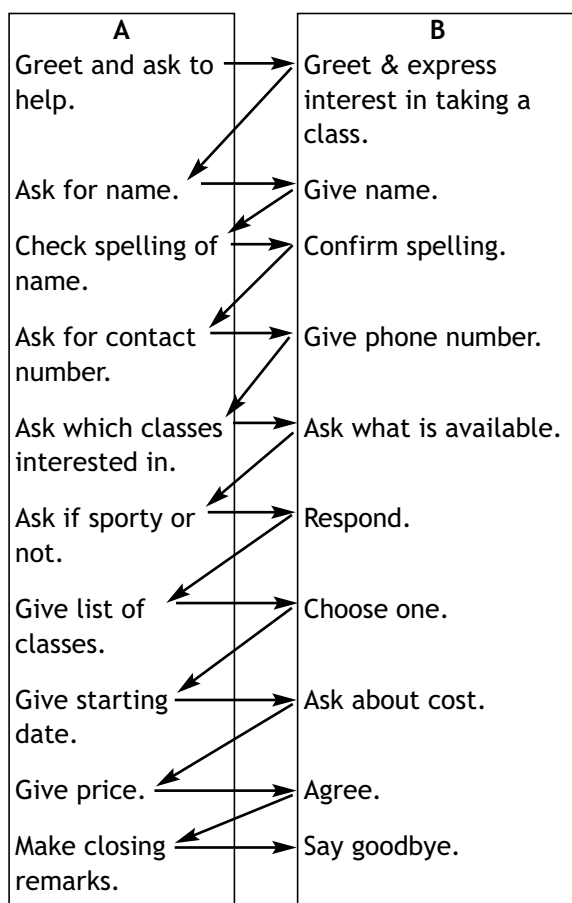 A
Greet and ask to
help.
B
Greet & express
interest in taking a
class.
Ask for name.
Give name.
Check spelling of
name.
Confirm spelling.
Ask for contact
number.
Give phone number.
Ask which classes
interested in.
Ask what is available.
Ask if sporty or
not.
Respond.
Give list of
classes.
Choose one.
Give starting
date.
Ask about cost.
Give price.
Agree.
Make closing
remarks.
Say goodbye.